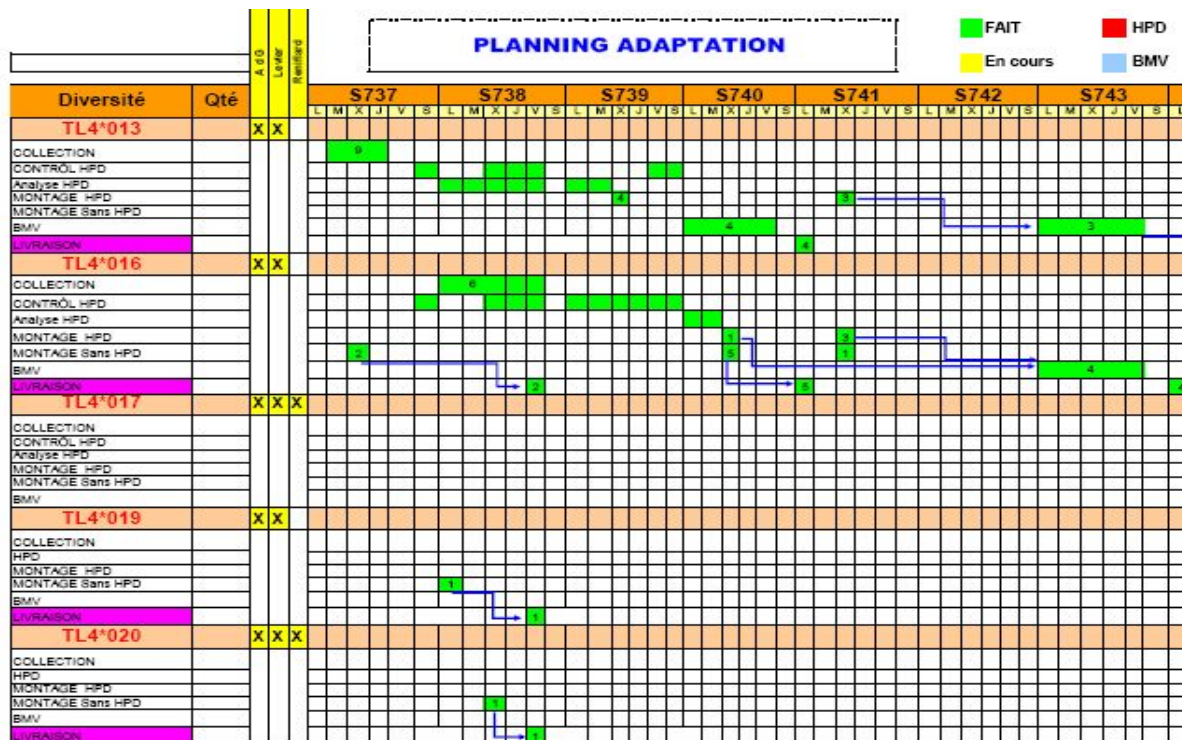 PLANNING ADAPTATION
FAIT HPD
En cours BMV
A dG Levier Reniflard
Diversité Qté S737 S738 S739 S740 S741 S742 S743
L M X J V S L M X J V S L M X J V S L M X J V S L M X J V S L M X J V S L M X J V S L
TL4*013 X X
COLLECTION 9
CONTRÔL HPD
Analyse HPD
MONTAGE HPD 4 3
MONTAGE Sans HPD
BMV 4 3
LIVRAISON 4
TL4*016 X X
COLLECTION 6
CONTRÔL HPD
Analyse HPD
MONTAGE HPD 1 3
MONTAGE Sans HPD 2 5 1
BMV 4
LIVRAISON 2 5 4
TL4*017 X X X
COLLECTION
CONTRÔL HPD
Analyse HPD
MONTAGE HPD
MONTAGE Sans HPD
BMV
TL4*019 X X
COLLECTION
HPD
MONTAGE HPD
MONTAGE Sans HPD 1
BMV
LIVRAISON 1
TL4*020 X X X
COLLECTION
HPD
MONTAGE HPD
MONTAGE Sans HPD 1
BMV
LIVRAISON 1